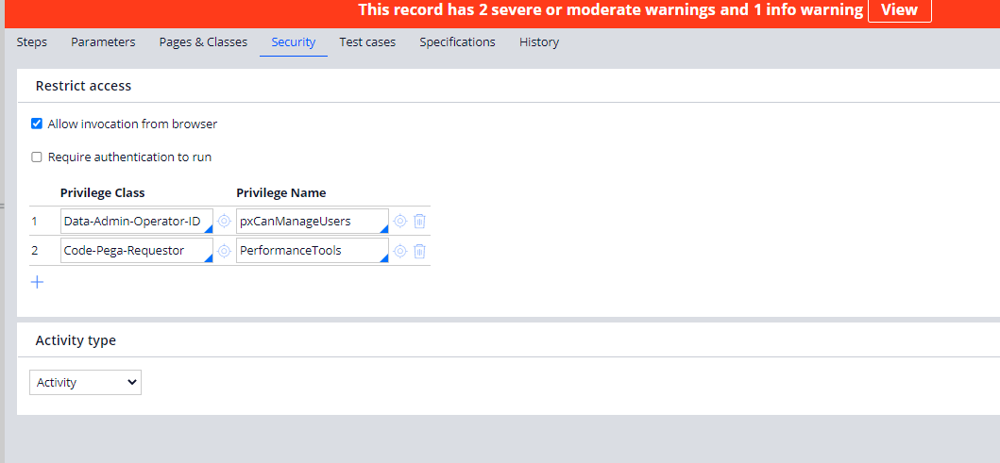 This record has 2 severe or moderate warnings and 1 info warning View
Steps Parameters Pages & Classes Security Test cases Specifications History
Restrict access
Allow invocation from browser
Require authentication to run
Privilege Class Privilege Name
1 Data-Admin-Operator-ID pxCanManageUsers
2 Code-Pega-Requestor PerformanceTools
Activity type
Activity